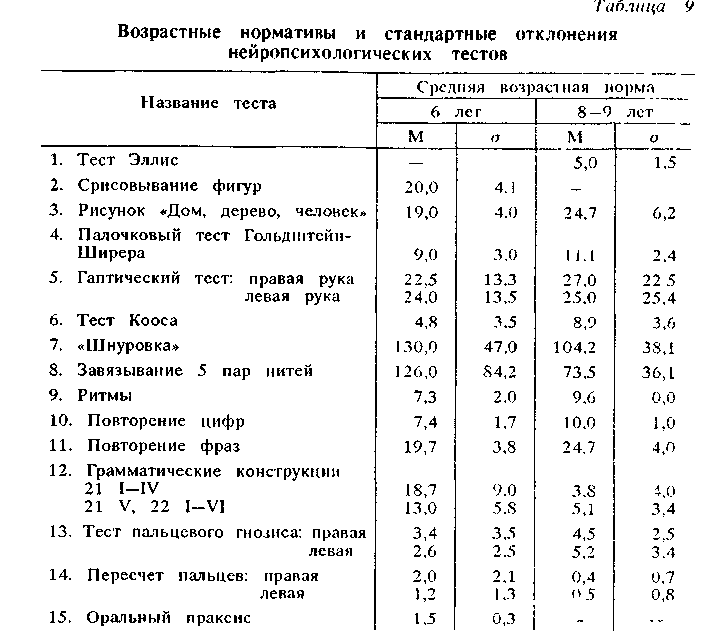 Таблица 9
Возрастные нормативы и стандартные отклонения
нейропсихологических тестов
Название теста
Средняя возрастная норма
6 лет 8—9 лет
М σ М σ
1. Тест Эллис — 5,0 1,5
2. Срисовывание фигур 20,0 4,1 —
3. Рисунок «Дом, дерево, человек» 19,0 4,0 24,7 6,2
4. Палочковый тест Гольдштейн-
Ширера 9,0 3,0 11,1 2,4
5. Гаптический тест: правая рука 22,5 13,3 27,0 22 5
левая рука 24,0 13,5 25,0 25,4
6. Тест Кооса 4,8 3,5 8,9 3,6
7. «Шнуровка» 130,0 47,0 104,2 38,1
8. Завязывание 5 пар нитей 126,0 84,2 73,5 36,1
9. Ритмы 7,3 2,0 9,6 0,0
10. Повторение цифр 7,4 1,7 10,0 1,0
11. Повторение фраз 19,7 3,8 24,7 4,0
12. Грамматические конструкции
21 I—IV 18,7 9,0 3,8 4,0
21 V, 22 I—VI 13,0 5,8 5,1 3,4
13. Тест пальцевого гнозиса: правая 3,4 3,5 4,5 2,5
левая 2,6 2,5 5,2 3,4
14. Пересчет пальцев: правая 2,0 2,1 0,4 0,7
левая 1,2 1,3 0 5 0,8
15. Оральный праксис 1,5 0,3 - --